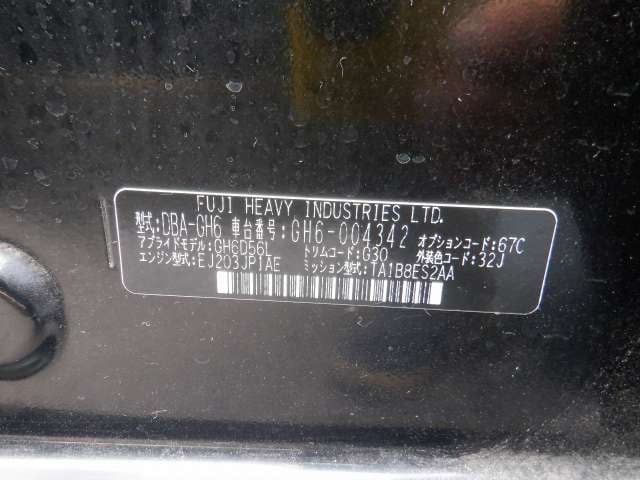 FUJI HEAVY INDUSTRIES LTD.
型式:DBA-GH6 車台番号:GH6-004342 オプションコード:67C
アプライドモデル:GH6D56L トリムコード:G30 外装色コード:32J
エンジン型式:EJ203JPIAE ミッション型式:TA1B8ES2AA